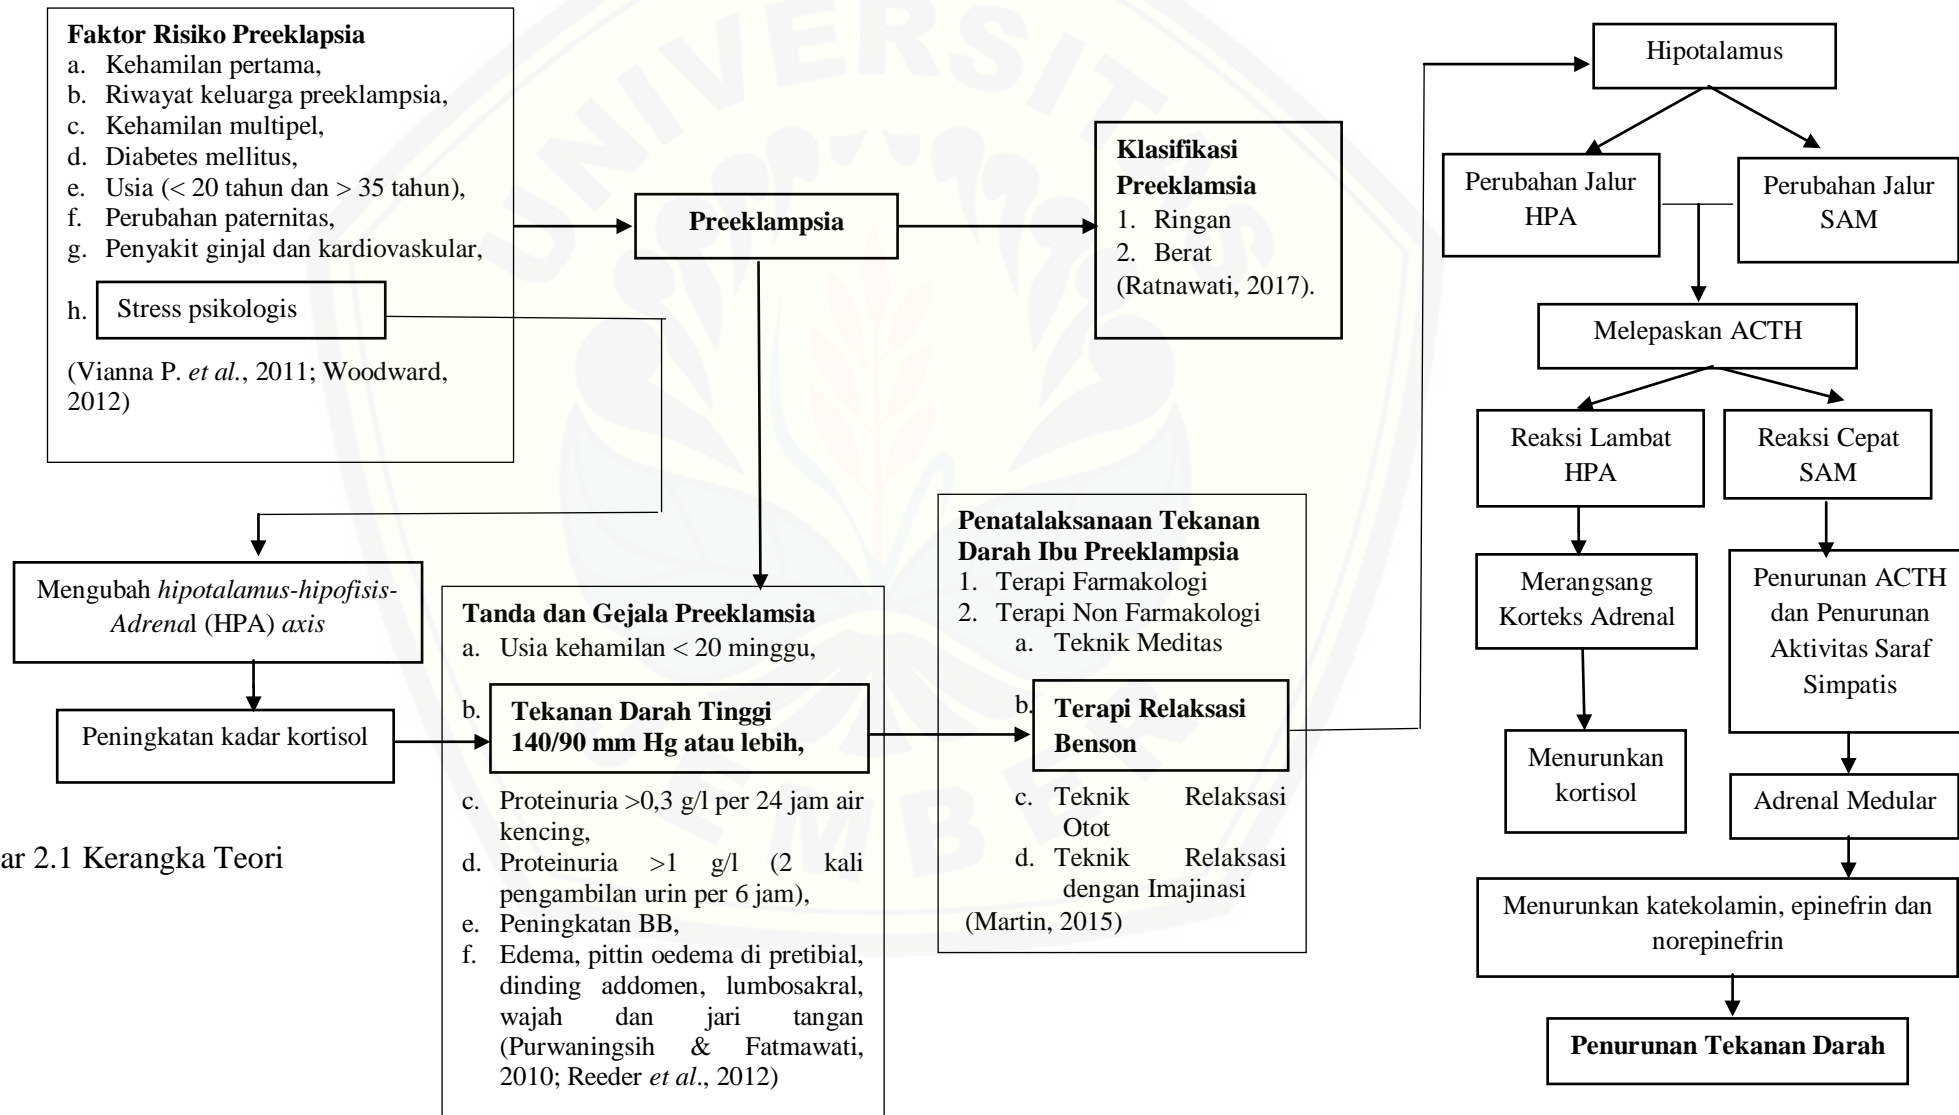 Faktor Risiko Preeklapsia
a. Kehamilan pertama,
b. Riwayat keluarga preeklampsia,
c. Kehamilan multipel,
d. Diabetes mellitus,
e. Usia (< 20 tahun dan > 35 tahun),
f. Perubahan paternitas,
g. Penyakit ginjal dan kardiovaskular,
h. Stress psikologis
(Vianna P. et al., 2011; Woodward,
2012)
Preeklampsia
Klasifikasi
Preeklamsia
1. Ringan
2. Berat
(Ratnawati, 2017).
Mengubah hipotalamus-hipofisis-
Adrenal (HPA) axis
Peningkatan kadar kortisol
Tanda dan Gejala Preeklamsia
a. Usia kehamilan < 20 minggu,
b. Tekanan Darah Tinggi
140/90 mm Hg atau lebih,
c. Proteinuria >0,3 g/l per 24 jam air
kencing,
d. Proteinuria >1 g/l (2 kali
pengambilan urin per 6 jam),
e. Peningkatan BB,
f. Edema, pittin oedema di pretibial,
dinding addomen, lumbosakral,
wajah dan jari tangan
(Purwaningsih & Fatmawati,
2010; Reeder et al., 2012)
Penatalaksanaan Tekanan
Darah Ibu Preeklampsia
1. Terapi Farmakologi
2. Terapi Non Farmakologi
a. Teknik Meditas
b. Terapi Relaksasi
Benson
c. Teknik Relaksasi
Otot
d. Teknik Relaksasi
dengan Imajinasi
(Martin, 2015)
Hipotalamus
Perubahan Jalur
HPA
Perubahan Jalur
SAM
Melepaskan ACTH
Reaksi Lambat
HPA
Reaksi Cepat
SAM
Merangsang
Korteks Adrenal
Penurunan ACTH
dan Penurunan
Aktivitas Saraf
Simpatis
Menurunkan
kortisol
Adrenal Medular
Menurunkan katekolamin, epinefrin dan
norepinefrin
Penurunan Tekanan Darah
ar 2.1 Kerangka Teori
UNIVERSITAS
EMBER